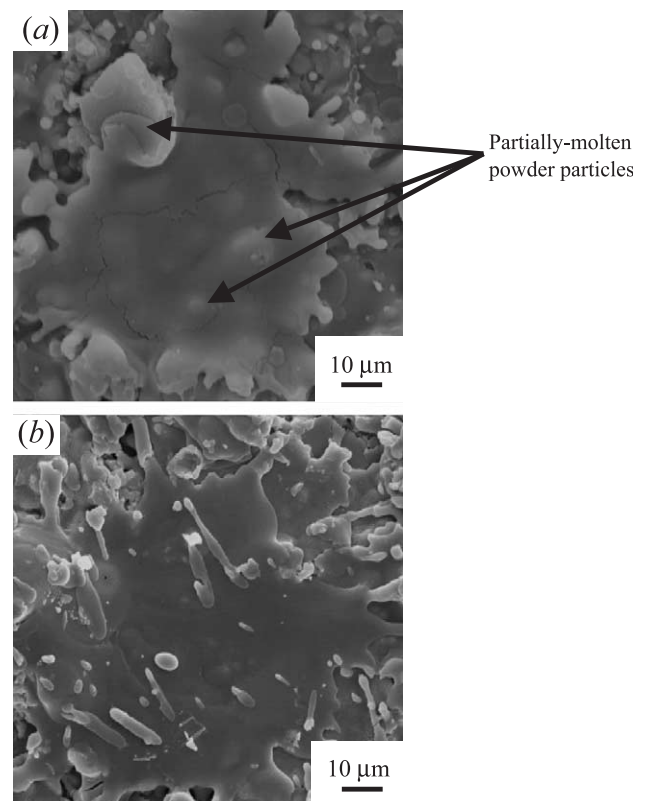 (a)
Partially-molten
powder particles
10 μm
(b)
10 μm